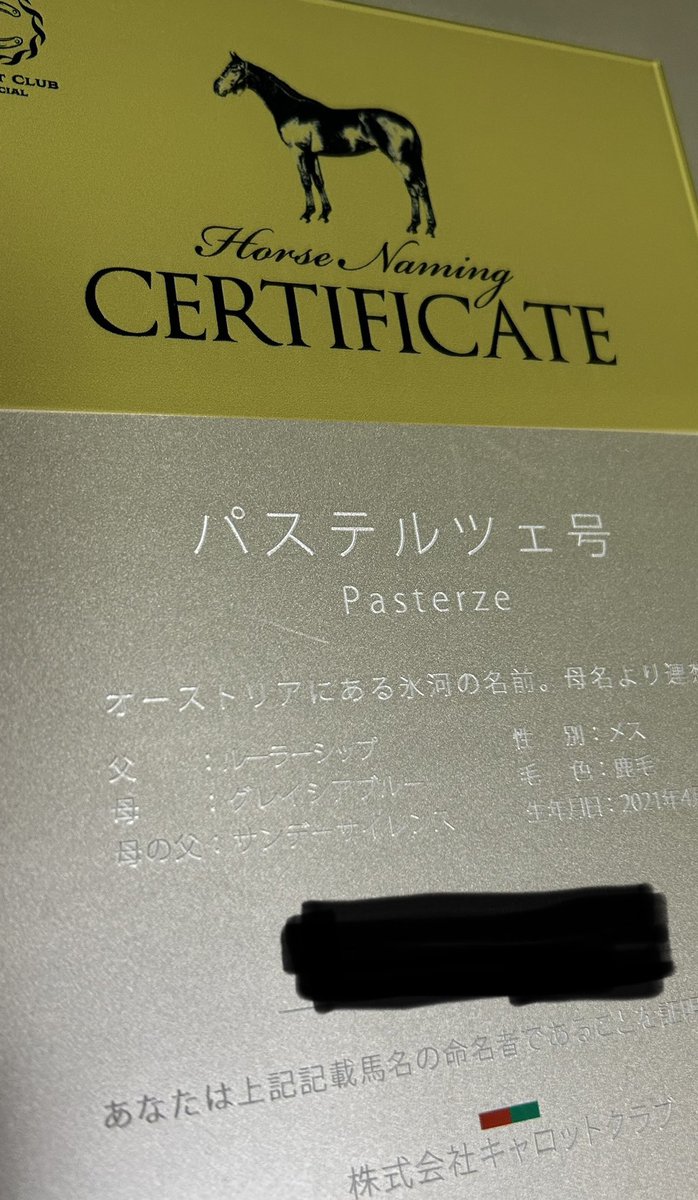 T CLUB
CIAL
Horse Naming
CERTIFICATE
パステルツェ号
Pasterze
オーストリアにある氷河の名前。母名より連想
父 :ルーラーシップ
性 別:メス
母 :グレイシアブルー
毛 色:鹿毛
母の父:サンデーサイレンス
生年月日:2021年4
あなたは上記記載馬名の命名者であることを証
株式会社キャロットクラブ